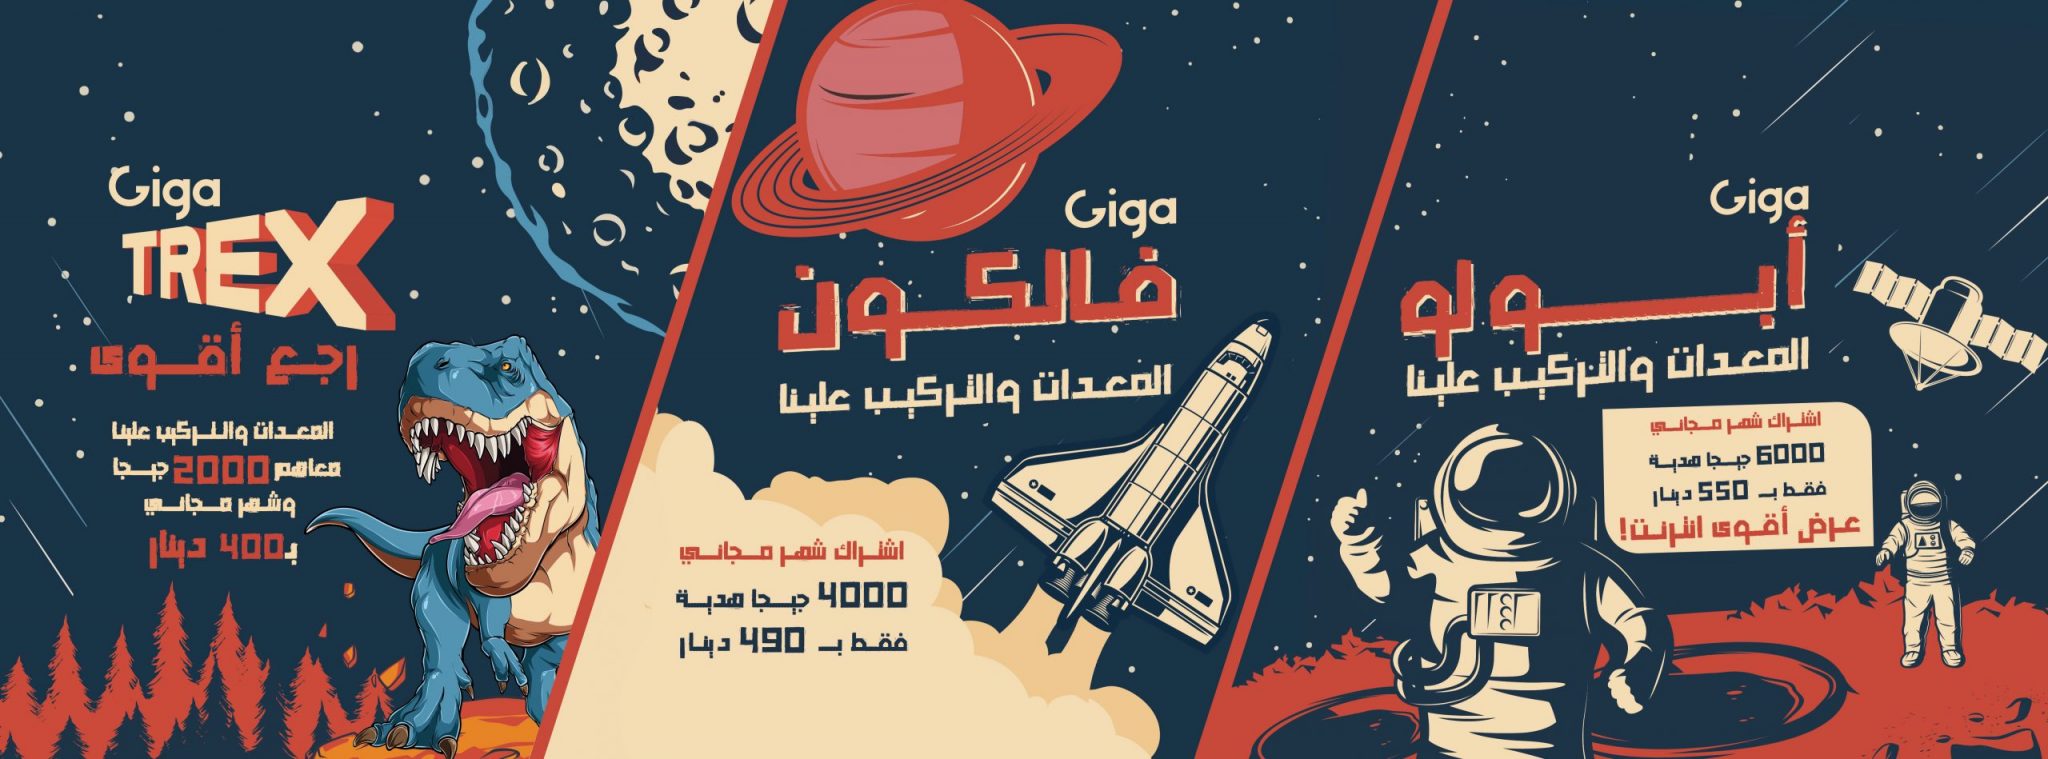 Giga
أبولو
المعدات والتركيب علينا
اشتراك شهر مجاني
6000 جيجا هدية
فقط بـ 550 دينار
عرض أقوى انترنت!
Giga
فالكون
المعدات والتركيب علينا
اشتراك شهر مجاني
4000 جيجا هدية
فقط بـ 490 دينار
Giga
TREX
رجع أقوى
المعدات والتركيب علينا
معاهم 2000 جيجا
وشهر مجاني
بـ400 دينار